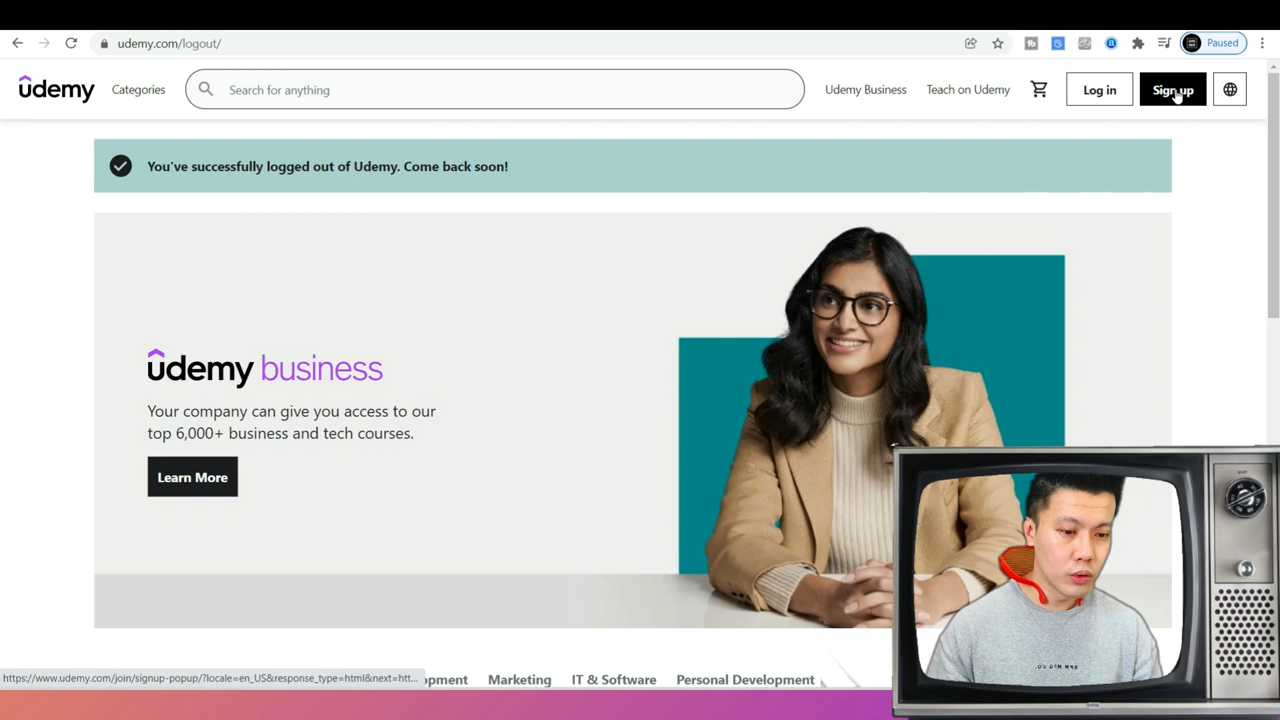 udemy.com/logout/
Paused
ûdemy
Categories
Search for anything
Udemy Business
Teach on Udemy
Log in
Sign up
You've successfully logged out of Udemy. Come back soon!
ûdemy business
Your company can give you access to our
top 6,000+ business and tech courses.
Learn More
https://www.udemy.com/join/signup-popup/?locale=en_US&response_type=html&next=htt...
opment
Marketing
IT & Software
Personal Development